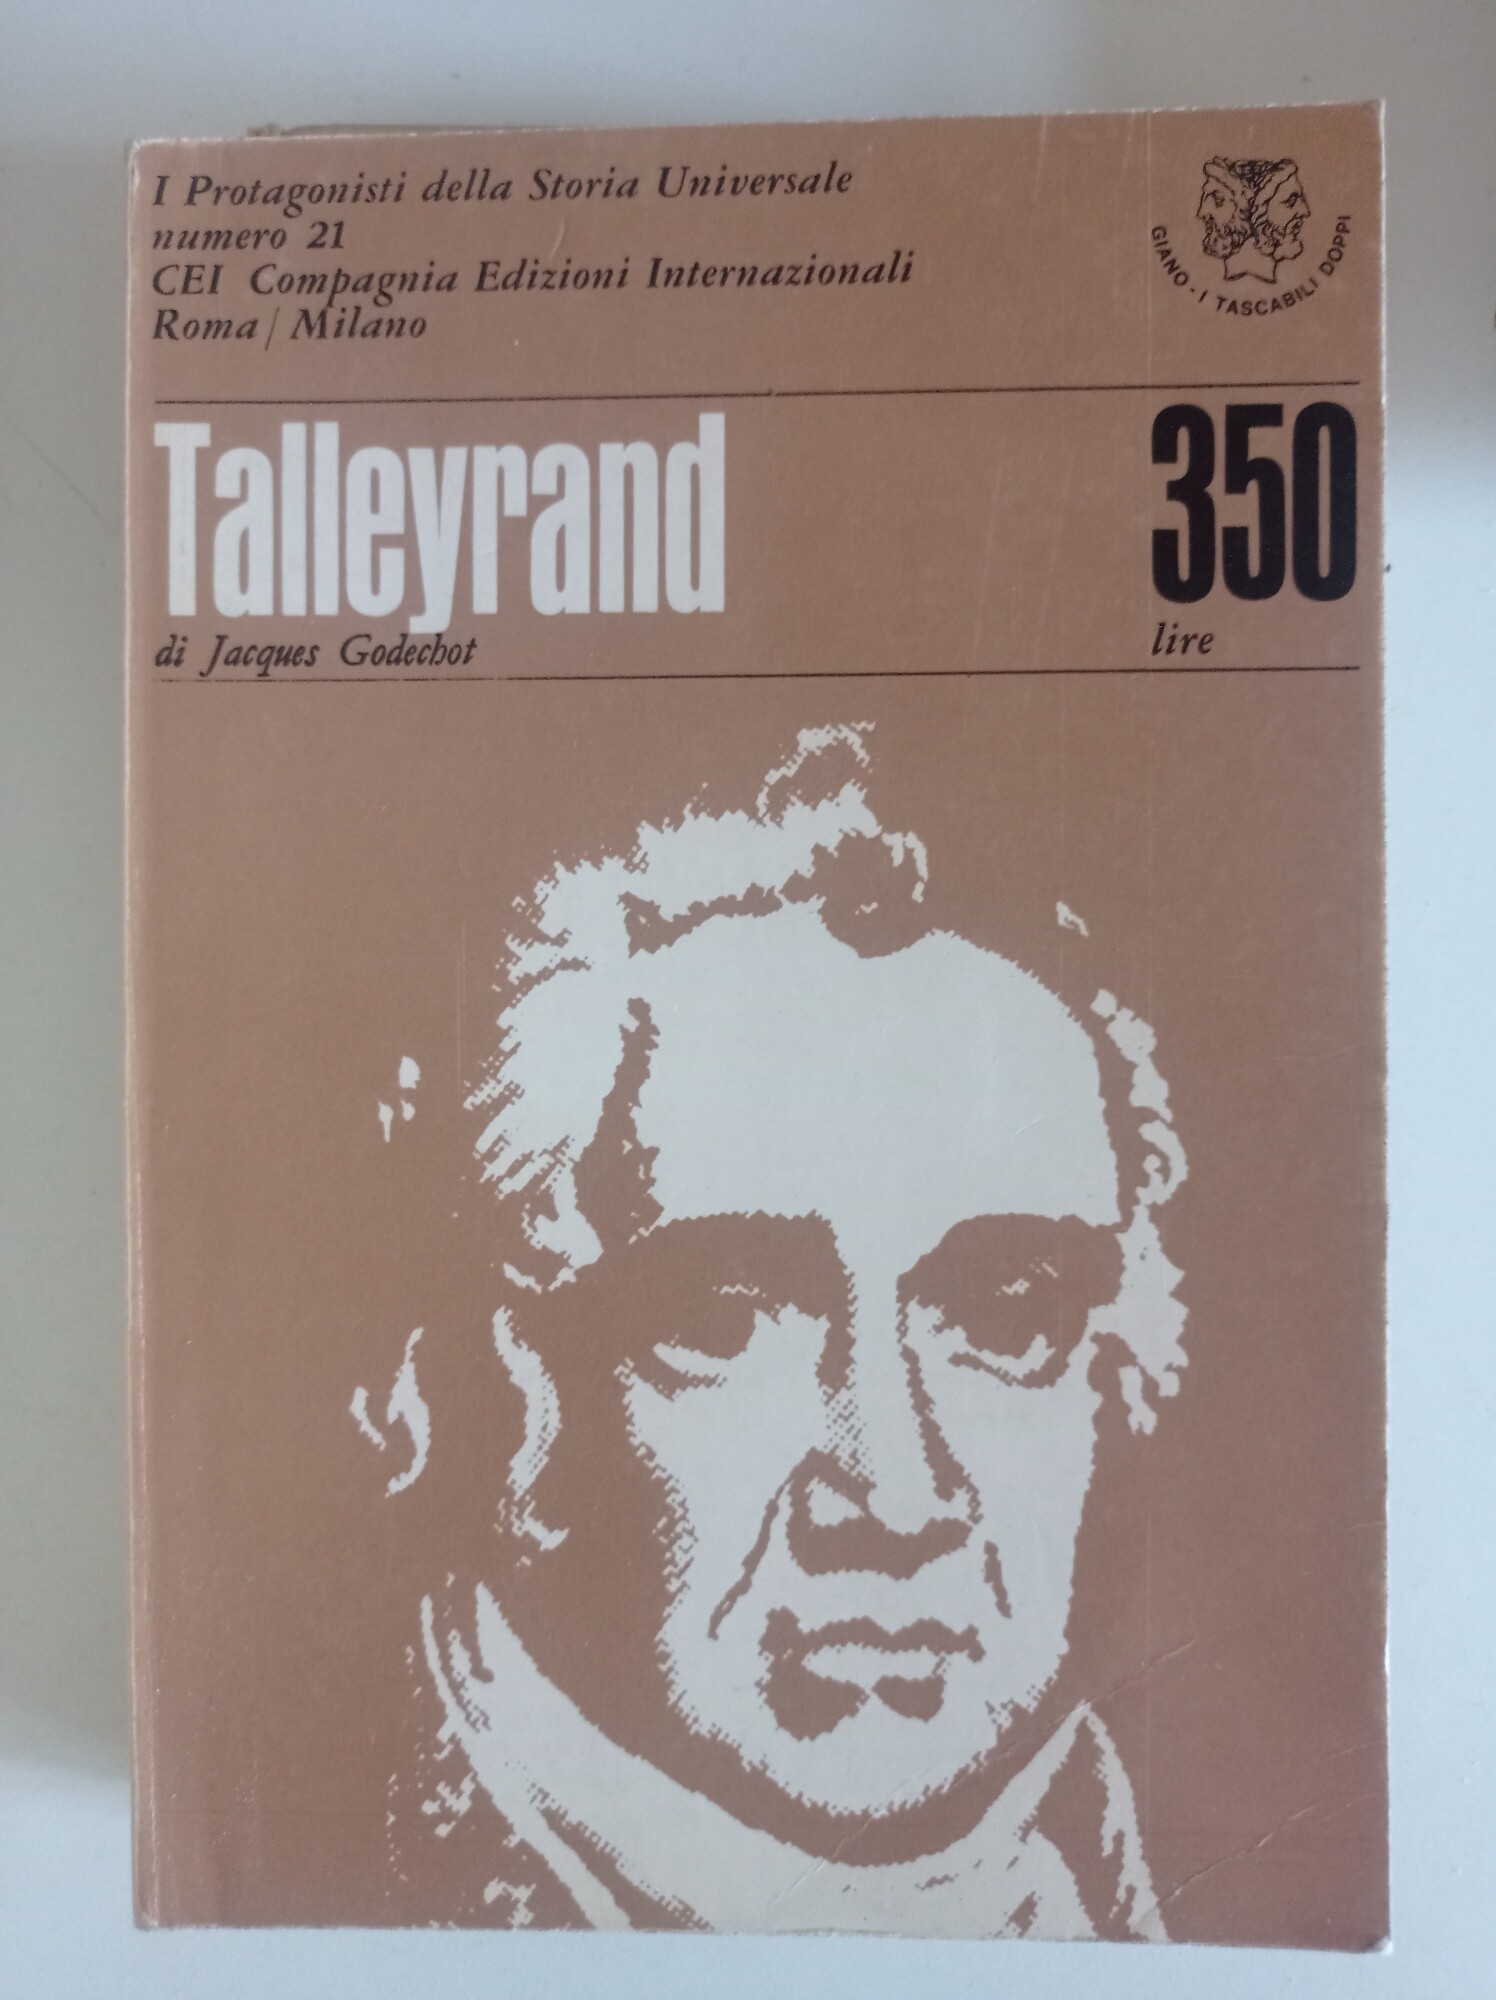 I Protagonisti della Storia Universale
numero 21
CEI Compagnia Edizioni Internazionali
Roma / Milano
GIANO - I TASCABILI DOPPI
Talleyrand
350
di Jacques Godechot
lire